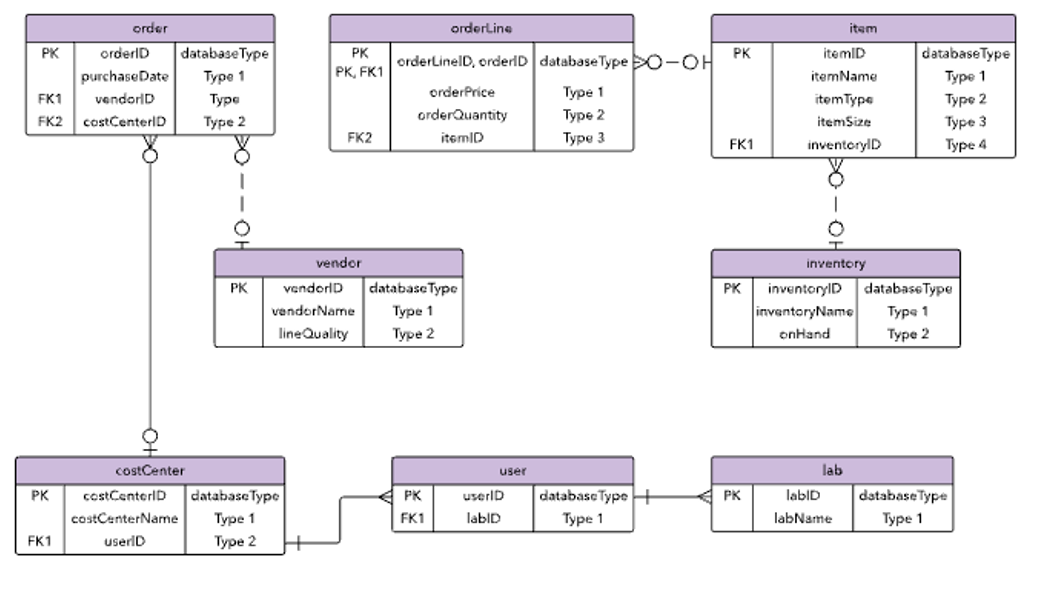 order
PK orderID databaseType
purchaseDate Type 1
FK1 vendorID Type
FK2 costCenterID Type 2
orderLine
PK
PK, FK1 orderLineID, orderID databaseType
orderPrice Type 1
orderQuantity Type 2
FK2 itemID Type 3
item
PK itemID databaseType
itemName Type 1
itemType Type 2
itemSize Type 3
FK1 inventoryID Type 4
vendor
PK vendorID databaseType
vendorName Type 1
lineQuality Type 2
inventory
PK inventoryID databaseType
inventoryName Type 1
onHand Type 2
costCenter
PK costCenterID databaseType
costCenterName Type 1
FK1 userID Type 2
user
PK userID databaseType
FK1 labID Type 1
lab
PK labID databaseType
labName Type 1